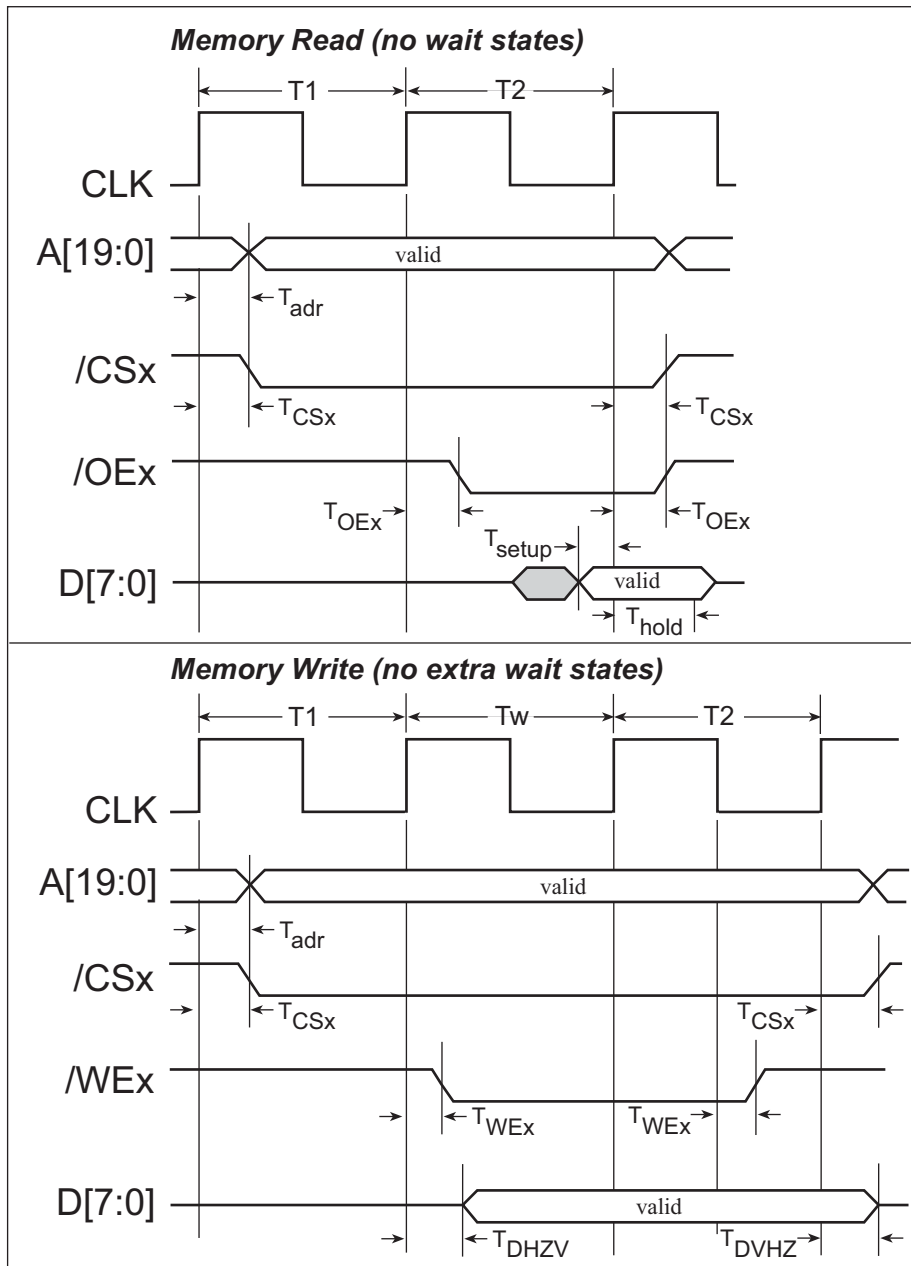 Memory Read (no wait states)
T1 T2
CLK
A[19:0] valid
Tadr
/CSx
TCSx TCSx
/OEx
TOEx TOEx
Tsetup
D[7:0] valid
Thold
Memory Write (no extra wait states)
T1 Tw T2
CLK
A[19:0] valid
Tadr
/CSx
TCSx TCSx
/WEx
TWEx TWEx
D[7:0] valid
TDHZV TDVHZ